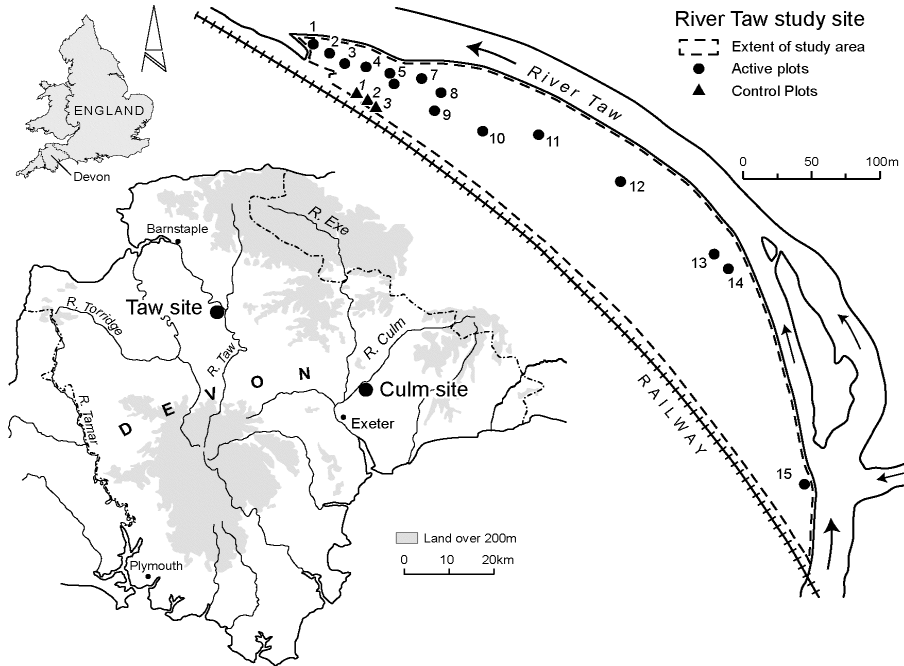 ENGLAND
Devon
River Taw study site
Extent of study area
Active plots
Control Plots
0 50 100m
River Taw
1
2
3
4
5
7
8
9
10
11
12
13
14
15
1
2
3
RAILWAY
Barnstaple
R. Exe
Taw site
R. Torridge
R. Taw
R. Culm
DEVON
Culm site
R. Tamar
Exeter
Plymouth
Land over 200m
0 10 20km